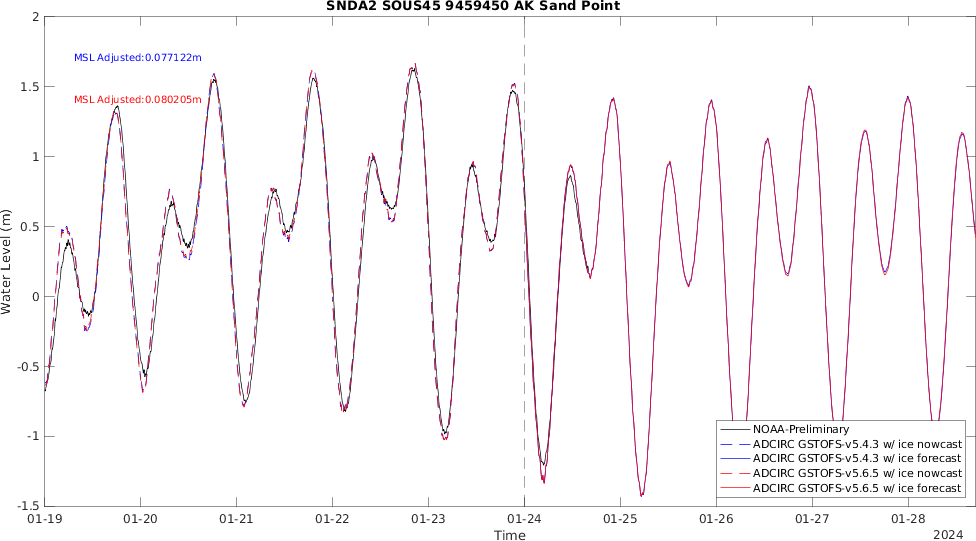 SNDA2 SOUS45 9459450 AK Sand Point
2
1.5
1
0.5
0
-0.5
-1
-1.5
Water Level (m)
MSL Adjusted:0.077122m
MSL Adjusted:0.080205m
NOAA-Preliminary
ADCIRC GSTOFS-v5.4.3 w/ ice nowcast
ADCIRC GSTOFS-v5.4.3 w/ ice forecast
ADCIRC GSTOFS-v5.6.5 w/ ice nowcast
ADCIRC GSTOFS-v5.6.5 w/ ice forecast
01-19 01-20 01-21 01-22 01-23 01-24 01-25 01-26 01-27 01-28
Time
2024